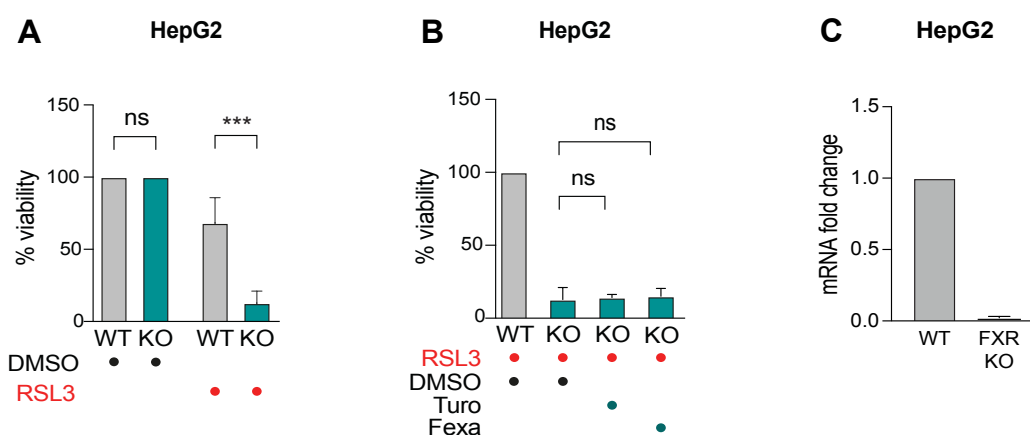 A
HepG2
150
100
50
0
% viability
ns
***
WT KO WT KO
DMSO
RSL3
B
HepG2
150
100
50
0
% viability
ns
ns
WT KO KO KO
RSL3
DMSO
Turo
Fexa
C
HepG2
1.5
1.0
0.5
0.0
mRNA fold change
WT FXR
KO